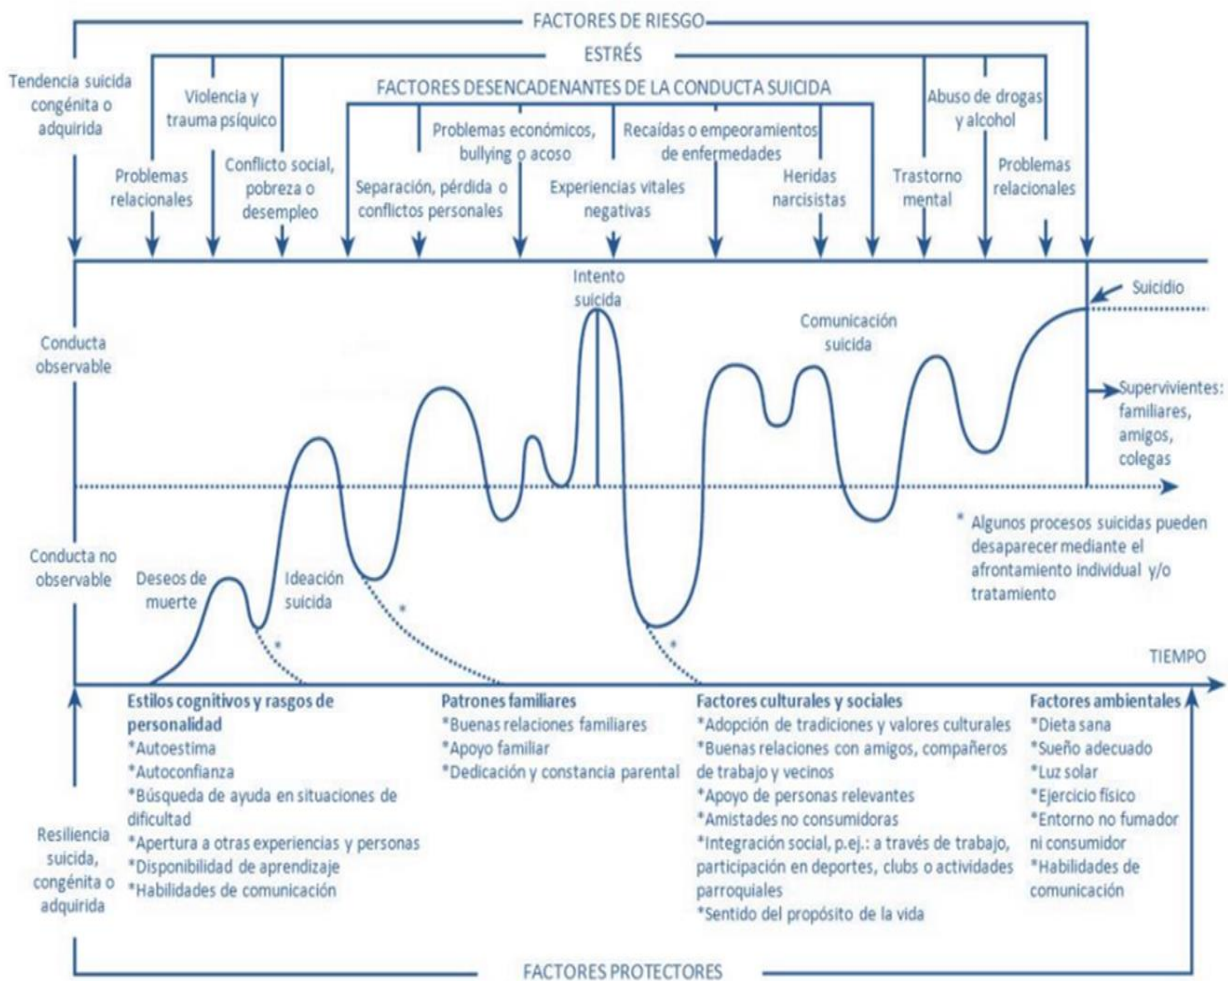 FACTORES DE RIESGO
ESTRÉS
FACTORES DESENCADENANTES DE LA CONDUCTA SUICIDA
Tendencia suicida
congénita o
adquirida
Violencia y
trauma psíquico
Problemas
relacionales
Conflicto social,
pobreza o
desempleo
Separación, pérdida o
conflictos personales
Problemas económicos,
bullying o acoso
Experiencias vitales
negativas
Recaídas o empeoramientos
de enfermedades
Heridas
narcisistas
Trastorno
mental
Abuso de drogas
y alcohol
Problemas
relacionales
Intento
suicida
Suicidio
Comunicación
suicida
Conducta
observable
Supervivientes:
familiares,
amigos,
colegas
* Algunos procesos suicidas pueden
desaparecer mediante el
afrontamiento individual y/o
tratamiento
Conducta no
observable
Deseos de
muerte
Ideación
suicida
*
*
*
TIEMPO
Resiliencia
suicida,
congénita o
adquirida
Estilos cognitivos y rasgos de
personalidad
*Autoestima
*Autoconfianza
*Búsqueda de ayuda en situaciones de
dificultad
*Apertura a otras experiencias y personas
*Disponibilidad de aprendizaje
*Habilidades de comunicación
Patrones familiares
*Buenas relaciones familiares
*Apoyo familiar
*Dedicación y constancia parental
Factores culturales y sociales
*Adopción de tradiciones y valores culturales
*Buenas relaciones con amigos, compañeros
de trabajo y vecinos
*Apoyo de personas relevantes
*Amistades no consumidoras
*Integración social, p.ej.: a través de trabajo,
participación en deportes, clubs o actividades
parroquiales
*Sentido del propósito de la vida
Factores ambientales
*Dieta sana
*Sueño adecuado
*Luz solar
*Ejercicio físico
*Entorno no fumador
ni consumidor
*Habilidades de
comunicación
FACTORES PROTECTORES